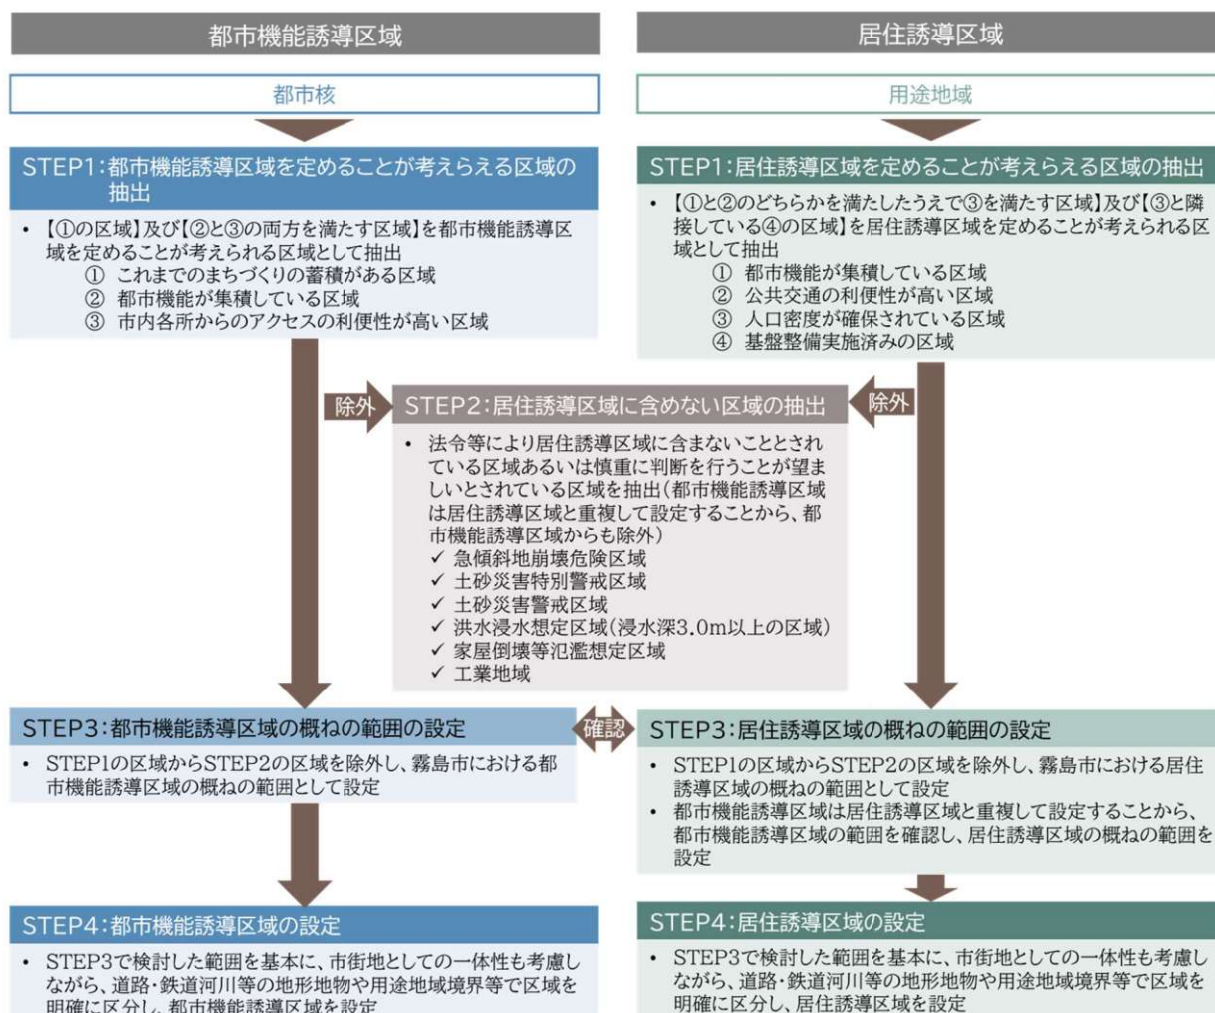 都市機能誘導区域
都市核
STEP1:都市機能誘導区域を定めることが考えらえる区域の
抽出
• 【①の区域】及び【②と③の両方を満たす区域】を都市機能誘導区
域を定めることが考えられる区域として抽出
① これまでのまちづくりの蓄積がある区域
② 都市機能が集積している区域
③ 市内各所からのアクセスの利便性が高い区域
居住誘導区域
用途地域
STEP1:居住誘導区域を定めることが考えらえる区域の抽出
• 【①と②のどちらかを満たしたうえで③を満たす区域】及び【③と隣
接している④の区域】を居住誘導区域を定めることが考えられる区
域として抽出
① 都市機能が集積している区域
② 公共交通の利便性が高い区域
③ 人口密度が確保されている区域
④ 基盤整備実施済みの区域
除外
STEP2:居住誘導区域に含めない区域の抽出
除外
• 法令等により居住誘導区域に含まないこととされ
ている区域あるいは慎重に判断を行うことが望ま
しいとされている区域を抽出(都市機能誘導区域
は居住誘導区域と重複して設定することから、都
市機能誘導区域からも除外)
✓ 急傾斜地崩壊危険区域
✓ 土砂災害特別警戒区域
✓ 土砂災害警戒区域
✓ 洪水浸水想定区域(浸水深3.0m以上の区域)
✓ 家屋倒壊等氾濫想定区域
✓ 工業地域
STEP3:都市機能誘導区域の概ねの範囲の設定
• STEP1の区域からSTEP2の区域を除外し、霧島市における都
市機能誘導区域の概ねの範囲として設定
確認
STEP3:居住誘導区域の概ねの範囲の設定
• STEP1の区域からSTEP2の区域を除外し、霧島市における居住
誘導区域の概ねの範囲として設定
• 都市機能誘導区域は居住誘導区域と重複して設定することから、
都市機能誘導区域の範囲を確認し、居住誘導区域の概ねの範囲を
設定
STEP4:都市機能誘導区域の設定
• STEP3で検討した範囲を基本に、市街地としての一体性も考慮し
ながら、道路・鉄道河川等の地形地物や用途地域境界等で区域を
明確に区分し、都市機能誘導区域を設定
STEP4:居住誘導区域の設定
• STEP3で検討した範囲を基本に、市街地としての一体性も考慮し
ながら、道路・鉄道河川等の地形地物や用途地域境界等で区域を
明確に区分し、居住誘導区域を設定